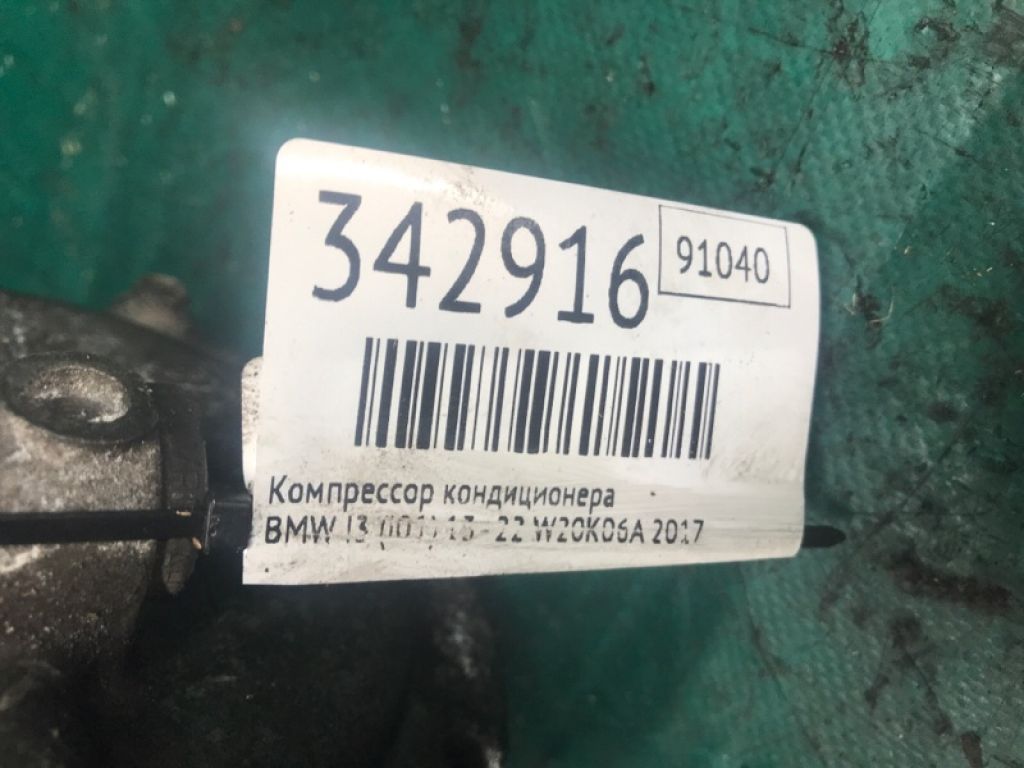 342916
91040
Компрессор кондиционера
BMW I3 (I01) 13-22 W20K06A 2017